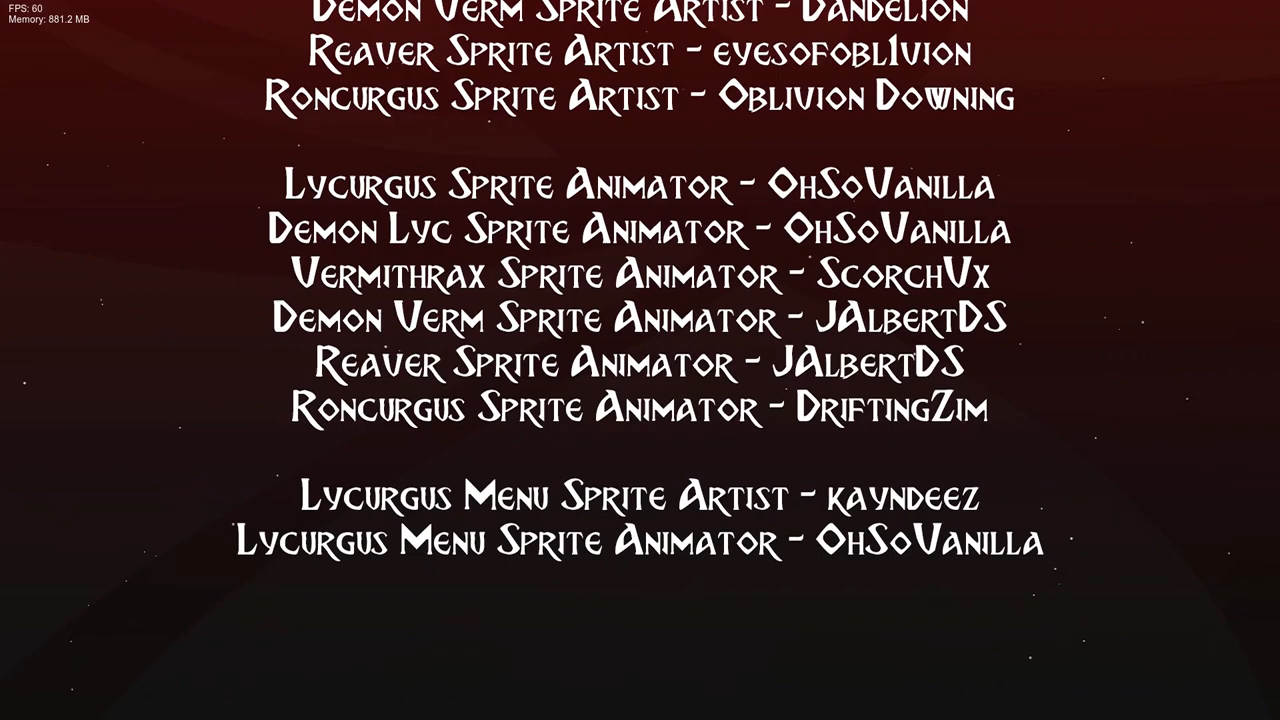 FPS: 60
Memory: 881.2 MB
Demon Verm Sprite Artist - Dandelion
Reaver Sprite Artist - eyesofobl1vion
Roncurgus Sprite Artist - Oblivion Downing
Lycurgus Sprite Animator - OhSoVanilla
Demon Lyc Sprite Animator - OhSoVanilla
Vermithrax Sprite Animator - ScorchVx
Demon Verm Sprite Animator - JAlbertDS
Reaver Sprite Animator - JAlbertDS
Roncurgus Sprite Animator - DriftingZim
Lycurgus Menu Sprite Artist - kayndeez
Lycurgus Menu Sprite Animator - OhSoVanilla